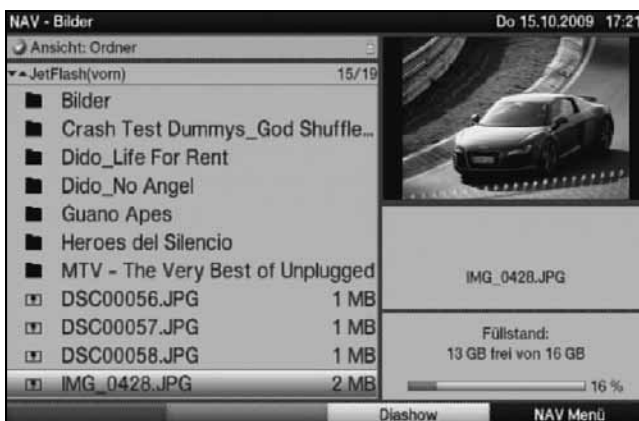 NAV - Bilder Do 15.10.2009 17:21
Ansicht: Ordner
JetFlash(vorn) 15/19
Bilder
Crash Test Dummys_God Shuffle...
Dido_Life For Rent
Dido_No Angel
Guano Apes
Heroes del Silencio
MTV - The Very Best of Unplugged
DSC00056.JPG 1 MB
DSC00057.JPG 1 MB
DSC00058.JPG 1 MB
IMG_0428.JPG 2 MB
IMG_0428.JPG
Füllstand:
13 GB frei von 16 GB
16 %
Diashow NAV Menü